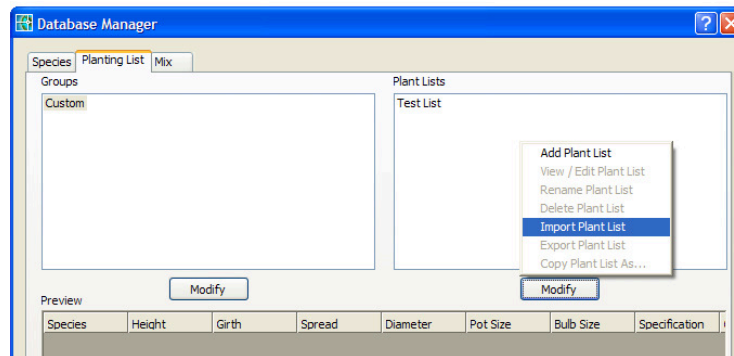 Database Manager
Species Planting List Mix
Groups
Custom
Plant Lists
Test List
Add Plant List
View / Edit Plant List
Rename Plant List
Delete Plant List
Import Plant List
Export Plant List
Copy Plant List As...
Modify
Modify
Preview
Species Height Girth Spread Diameter Pot Size Bulb Size Specification